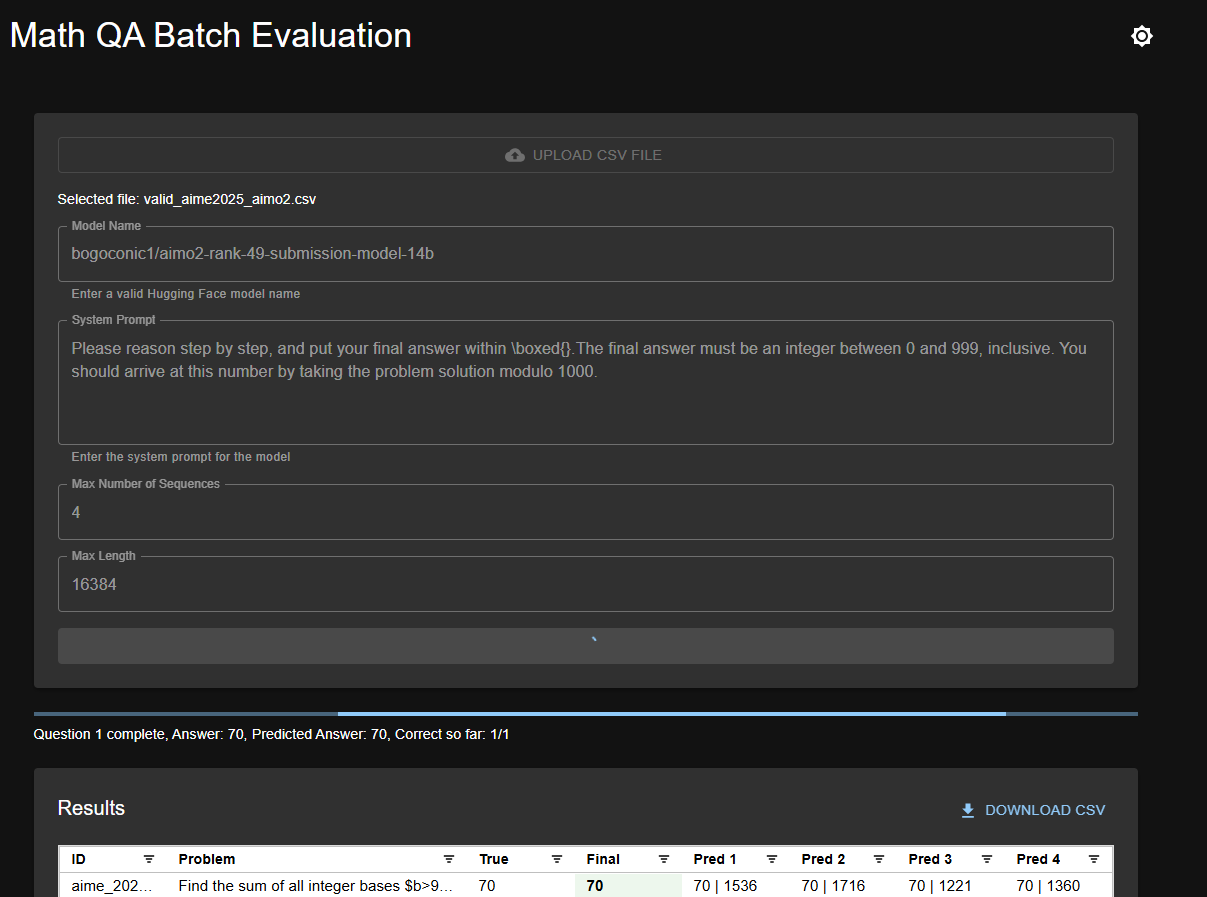 Math QA Batch Evaluation
UPLOAD CSV FILE
Selected file: valid_aime2025_aimo2.csv
Model Name
bogoconic1/aimo2-rank-49-submission-model-14b
Enter a valid Hugging Face model name
System Prompt
Please reason step by step, and put your final answer within \boxed{}.The final answer must be an integer between 0 and 999, inclusive. You
should arrive at this number by taking the problem solution modulo 1000.
Enter the system prompt for the model
Max Number of Sequences
4
Max Length
16384
Question 1 complete, Answer: 70, Predicted Answer: 70, Correct so far: 1/1
Results
DOWNLOAD CSV
ID Problem True Final Pred 1 Pred 2 Pred 3 Pred 4
aime_202... Find the sum of all integer bases $b>9... 70 70 70 | 1536 70 | 1716 70 | 1221 70 | 1360